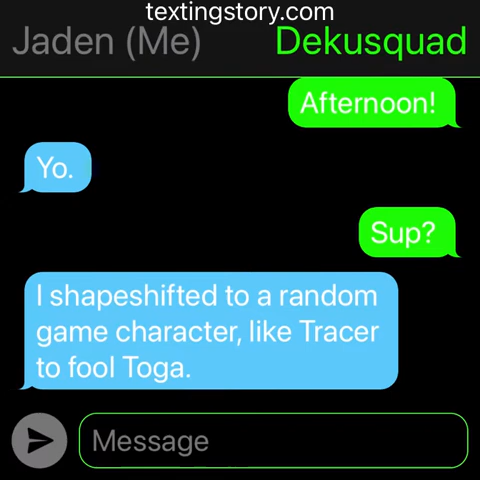 textingstory.com
Jaden (Me) Dekusquad
Afternoon!
Yo.
Sup?
I shapeshifted to a random
game character, like Tracer
to fool Toga.
Message